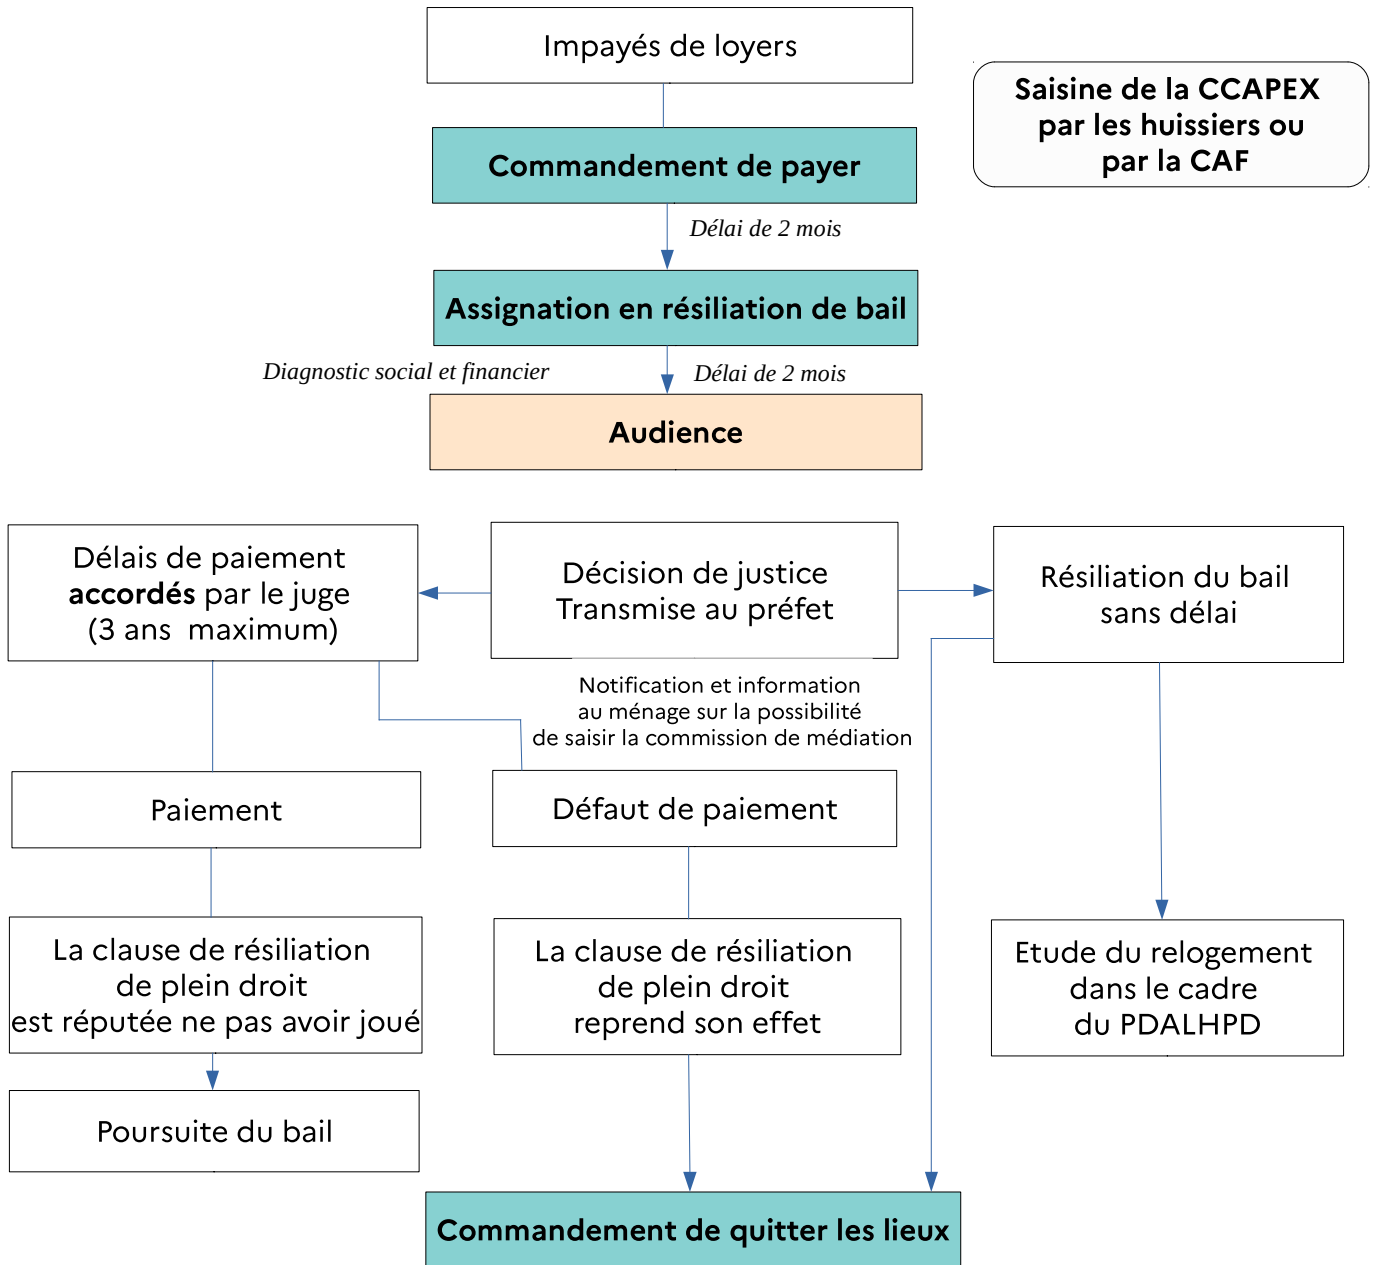 Impayés de loyers
Saisine de la CCAPEX
par les huissiers ou
par la CAF
Commandement de payer
Délai de 2 mois
Assignation en résiliation de bail
Diagnostic social et financier
Délai de 2 mois
Audience
Délais de paiement
accordés par le juge
(3 ans maximum)
Décision de justice
Transmise au préfet
Résiliation du bail
sans délai
Notification et information
au ménage sur la possibilité
de saisir la commission de médiation
Paiement
Défaut de paiement
La clause de résiliation
de plein droit
est réputée ne pas avoir joué
La clause de résiliation
de plein droit
reprend son effet
Etude du relogement
dans le cadre
du PDALHPD
Poursuite du bail
Commandement de quitter les lieux